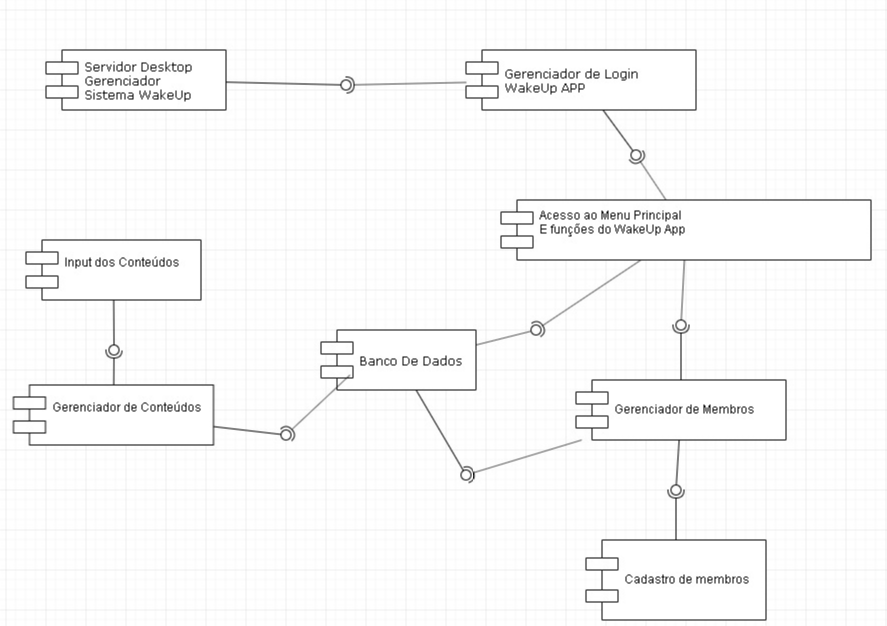 Servidor Desktop
Gerenciador
Sistema WakeUp
Gerenciador de Login
WakeUp APP
Acesso ao Menu Principal
E funções do WakeUp App
Input dos Conteúdos
Banco De Dados
Gerenciador de Conteúdos
Gerenciador de Membros
Cadastro de membros